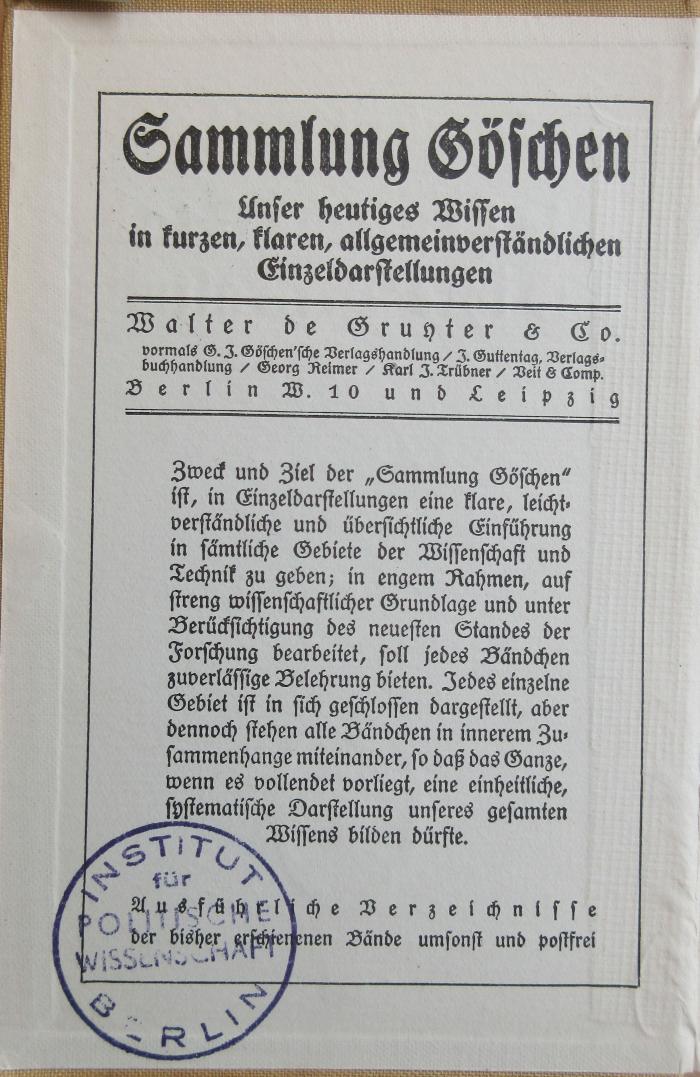 Sammlung Göschen
Unser heutiges Wissen
in kurzen, klaren, allgemeinverständlichen
Einzeldarstellungen
Walter de Gruyter & Co.
vormals G. J. Göschen'sche Verlagshandlung / J. Guttentag, Verlags-
buchhandlung / Georg Reimer / Karl J. Trübner / Veit & Comp.
Berlin W. 10 und Leipzig
Zweck und Ziel der „Sammlung Göschen“
ist, in Einzeldarstellungen eine klare, leicht-
verständliche und übersichtliche Einführung
in sämtliche Gebiete der Wissenschaft und
Technik zu geben; in engem Rahmen, auf
streng wissenschaftlicher Grundlage und unter
Berücksichtigung des neuesten Standes der
Forschung bearbeitet, soll jedes Bändchen
zuverlässige Belehrung bieten. Jedes einzelne
Gebiet ist in sich geschlossen dargestellt, aber
dennoch stehen alle Bändchen in innerem Zu-
sammenhange miteinander, so daß das Ganze,
wenn es vollendet vorliegt, eine einheitliche,
systematische Darstellung unseres gesamten
Wissens bilden dürfte.
Ausführliche Verzeichnisse
der bisher erschienenen Bände umsonst und postfrei
INSTITUT
für
POLITISCHE
WISSENSCHAFT
BERLIN